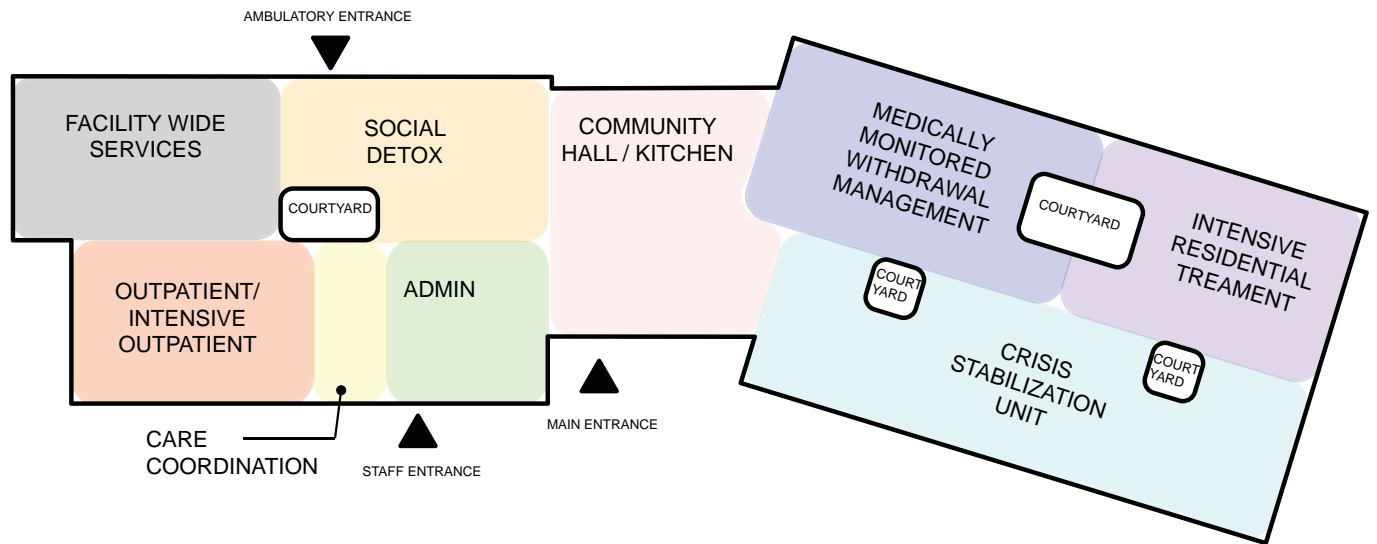 AMBULATORY ENTRANCE
FACILITY WIDE
SERVICES
SOCIAL
DETOX
COMMUNITY
HALL / KITCHEN
MEDICALLY
MONITORED
WITHDRAWAL
MANAGEMENT
COURTYARD
COURTYARD
INTENSIVE
RESIDENTIAL
TREAMENT
OUTPATIENT/
INTENSIVE
OUTPATIENT
ADMIN
COURT
YARD
COURT
YARD
CRISIS
STABILIZATION
UNIT
CARE
COORDINATION
STAFF ENTRANCE
MAIN ENTRANCE